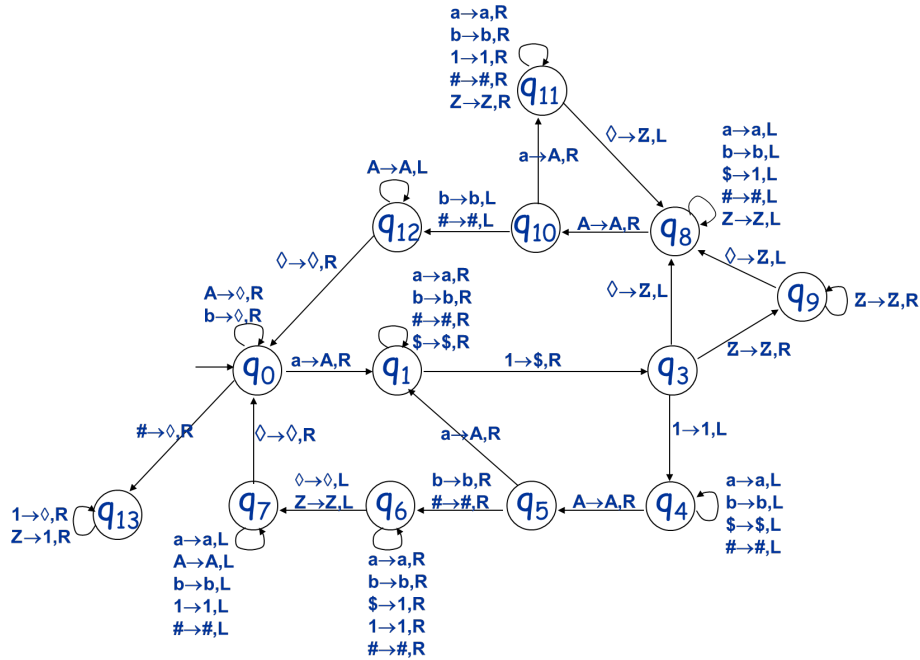 a→a,R
b→b,R
1→1,R
#→#,R
Z→Z,R
q11
◊→Z,L
a→A,R
a→a,L
b→b,L
$→1,L
#→#,L
Z→Z,L
A→A,L
q12
b→b,L
#→#,L
q10
A→A,R
q8
◊→◊,R
◊→Z,L
◊→Z,L
q9
Z→Z,R
A→◊,R
b→◊,R
a→a,R
b→b,R
#→#,R
$→$,R
Z→Z,R
q0
a→A,R
q1
1→$,R
q3
#→◊,R
◊→◊,R
a→A,R
1→1,L
1→◊,R
Z→1,R
q13
q7
◊→◊,L
Z→Z,L
q6
b→b,R
#→#,R
q5
A→A,R
q4
a→a,L
b→b,L
$→$,L
#→#,L
a→a,L
A→A,L
b→b,L
1→1,L
#→#,L
a→a,R
b→b,R
$→1,R
1→1,R
#→#,R